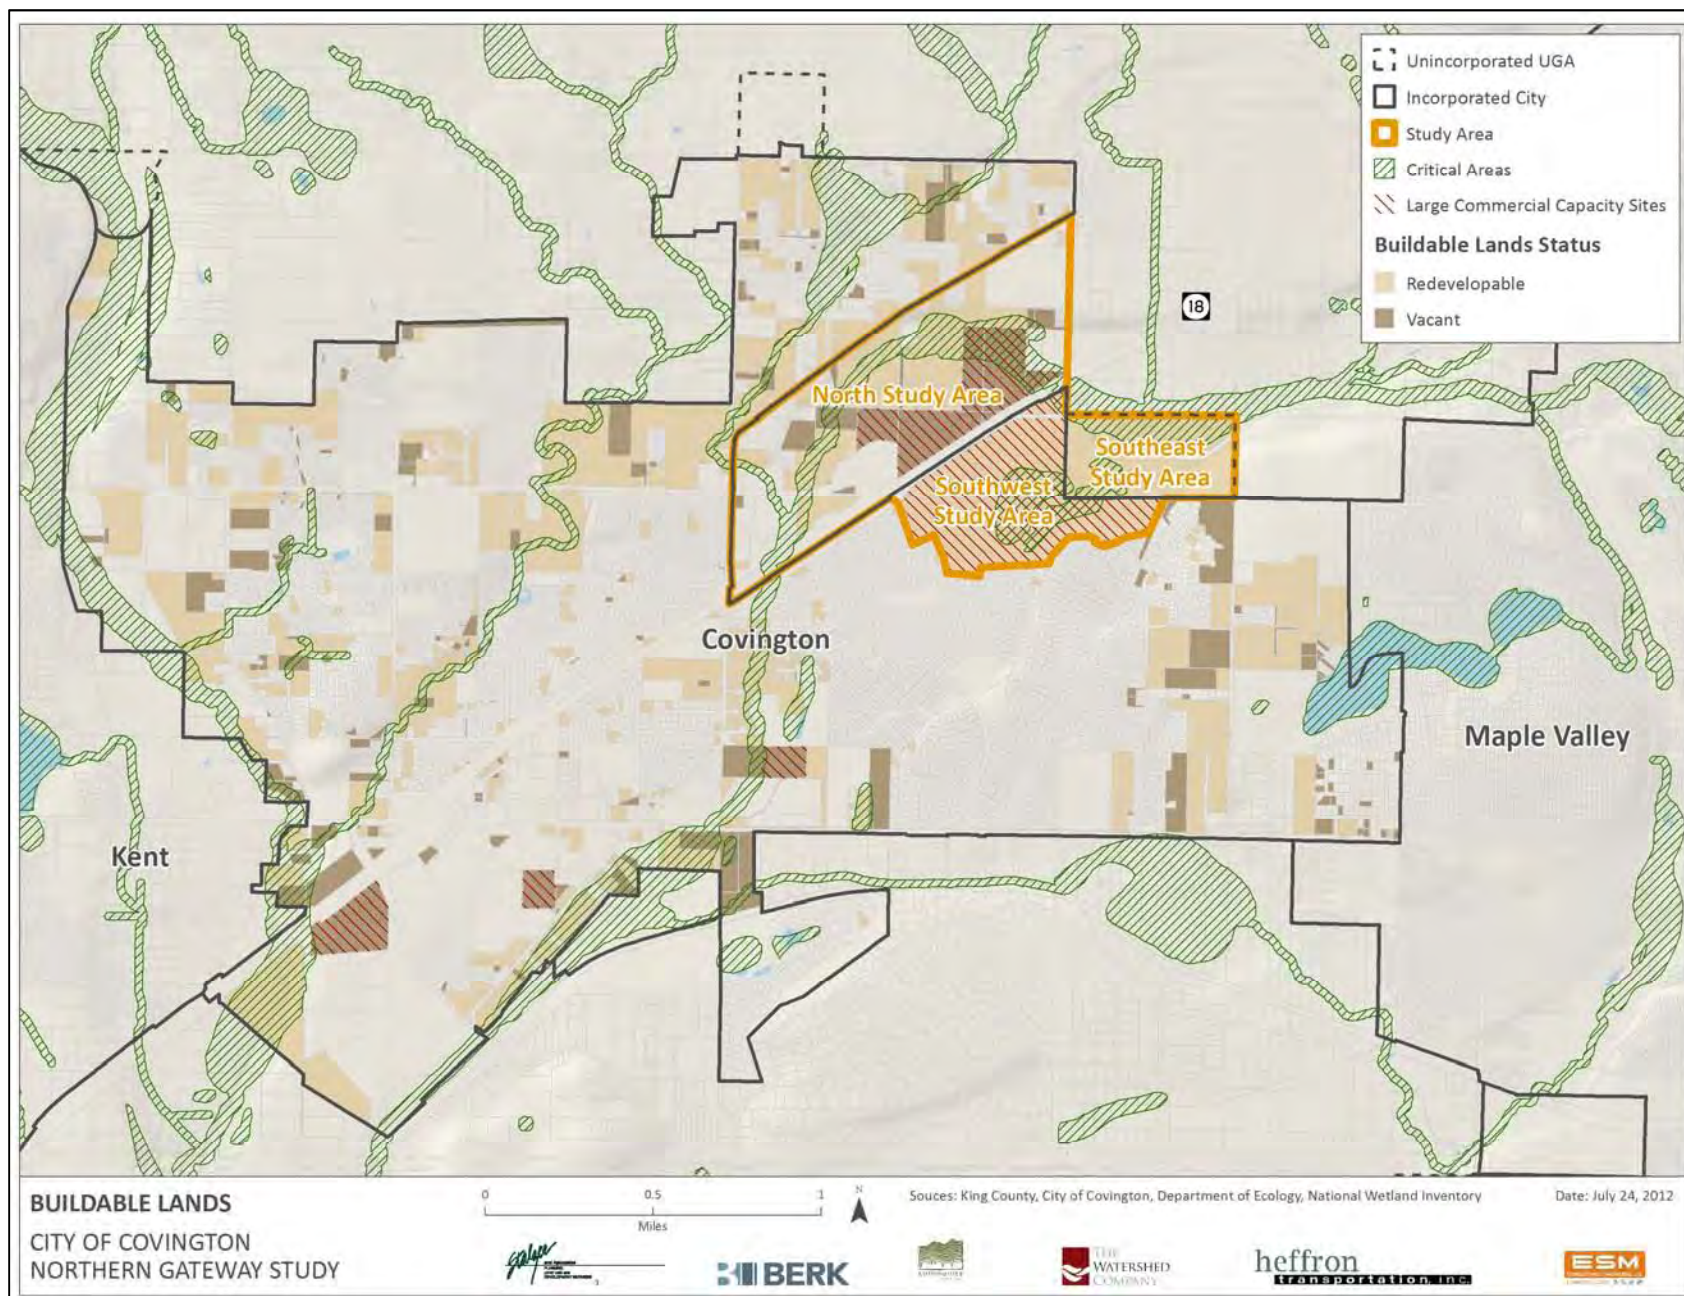 Unincorporated UGA
Incorporated City
Study Area
Critical Areas
Large Commercial Capacity Sites
Buildable Lands Status
Redevelopable
Vacant
18
North Study Area
Southeast
Study Area
Southwest
Study Area
Covington
Maple Valley
Kent
BUILDABLE LANDS
CITY OF COVINGTON
NORTHERN GATEWAY STUDY
0 0.5 1
Miles
N
Souces: King County, City of Covington, Department of Ecology, National Wetland Inventory
Date: July 24, 2012
BERK
THE
WATERSHED
COMPANY
heffron
transportation, inc.
ESM